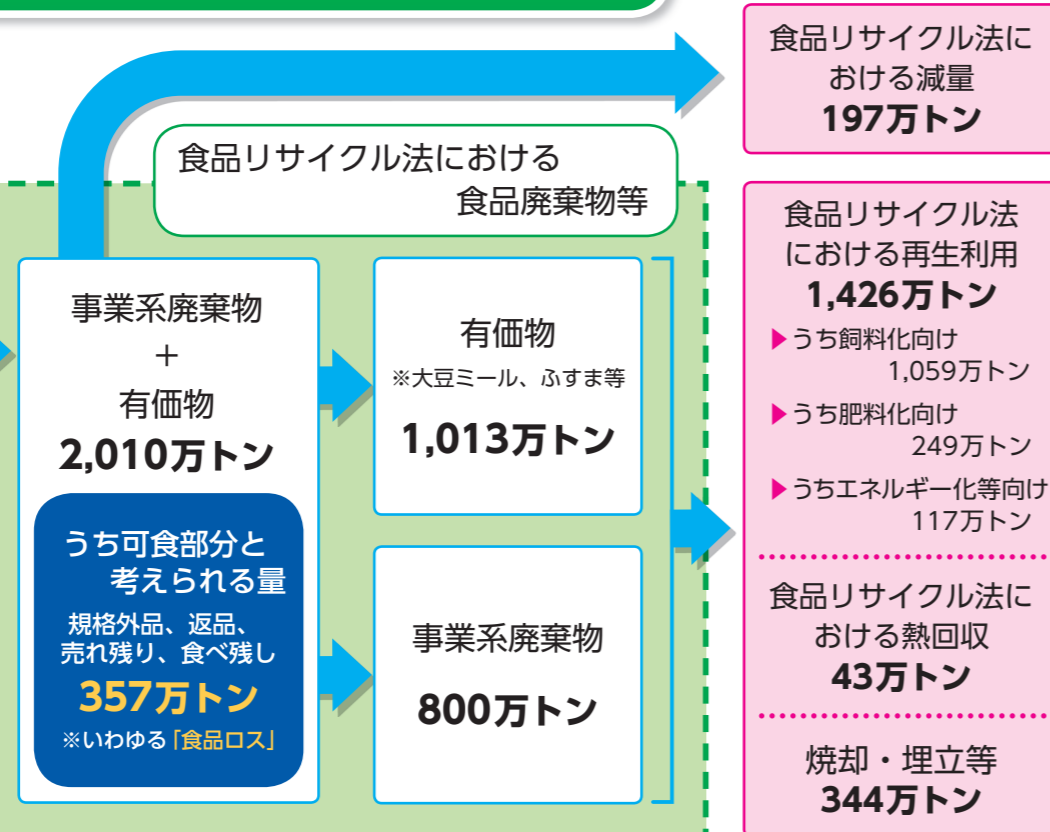 食品リサイクル法に
おける減量
197万トン
食品リサイクル法における
食品廃棄物等
事業系廃棄物
+
有価物
2,010万トン
うち可食部分と
考えられる量
規格外品、返品、
売れ残り、食べ残し
357万トン
※いわゆる「食品ロス」
有価物
※大豆ミール、ふすま等
1,013万トン
事業系廃棄物
800万トン
食品リサイクル法
における再生利用
1,426万トン
▶うち飼料化向け
1,059万トン
▶うち肥料化向け
249万トン
▶うちエネルギー化等向け
117万トン
食品リサイクル法に
おける熱回収
43万トン
焼却・埋立等
344万トン